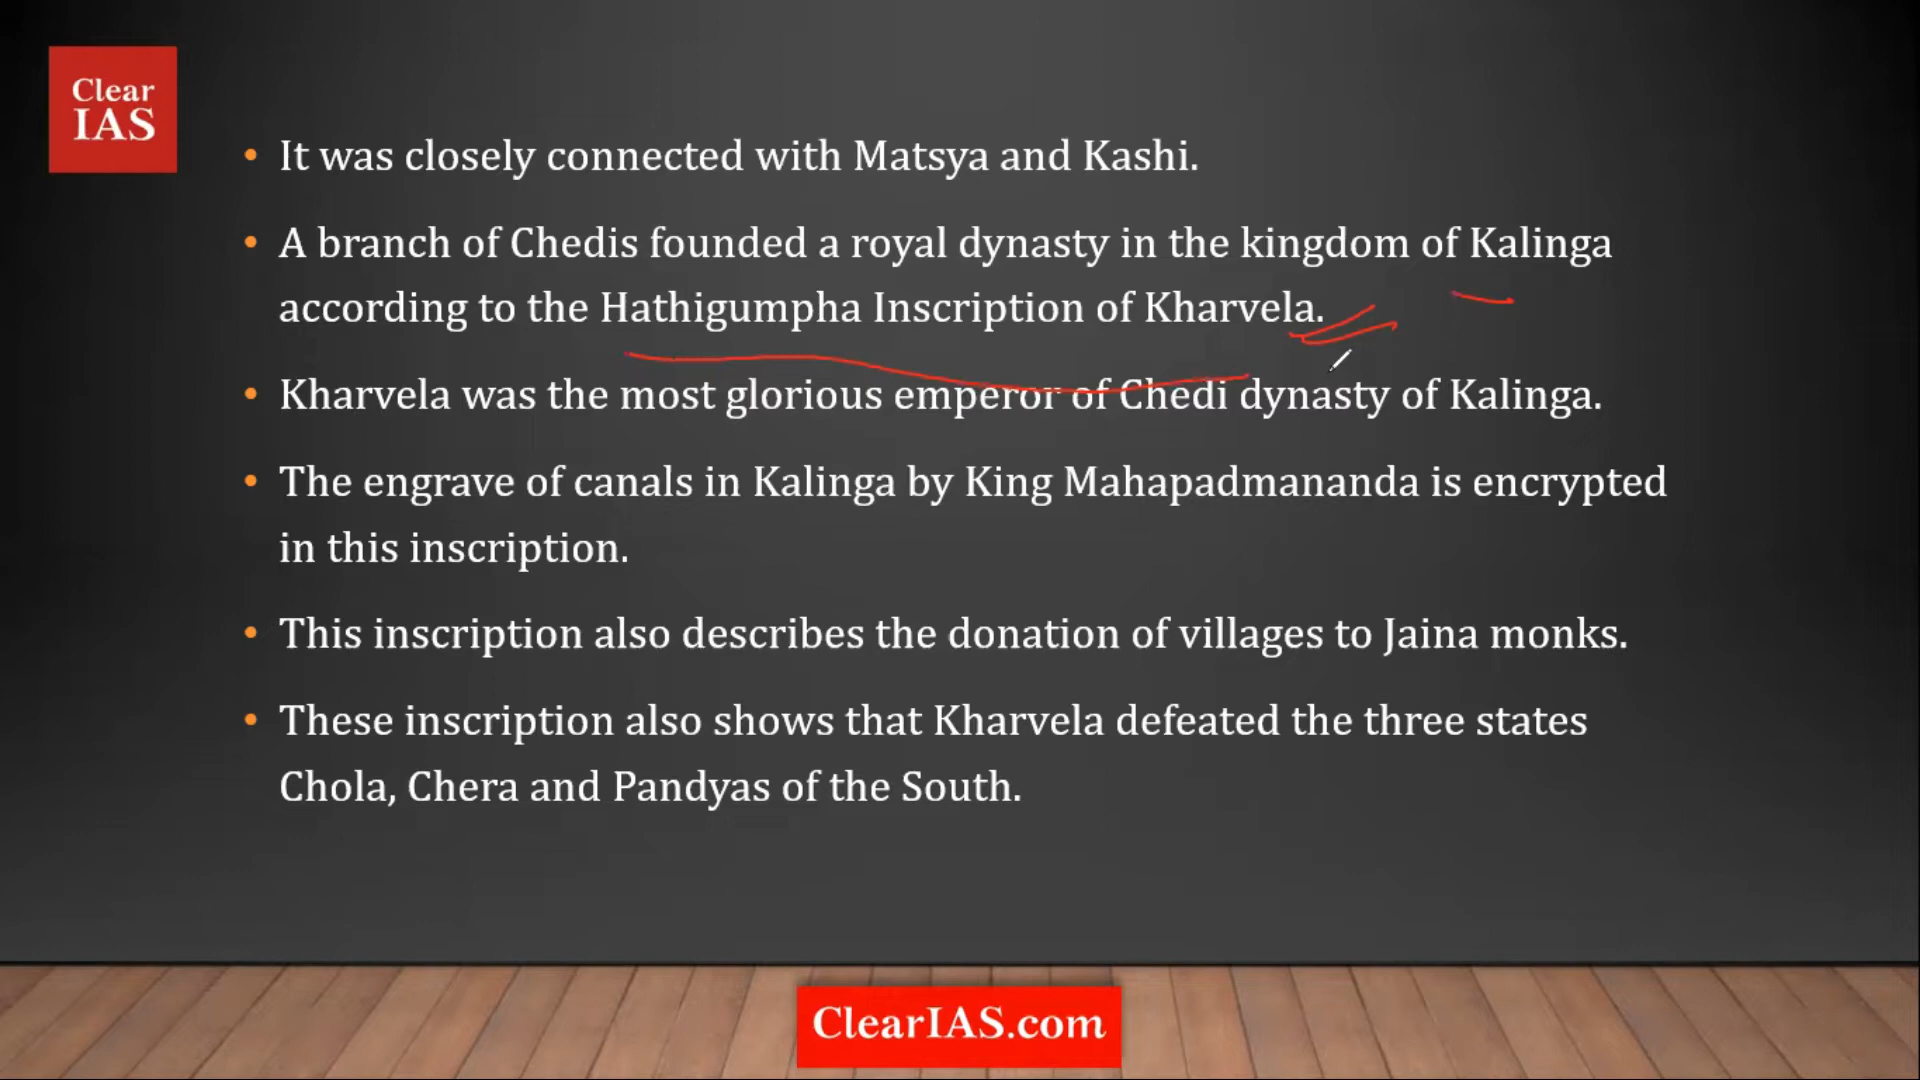 Clear
IAS
• It was closely connected with Matsya and Kashi.
• A branch of Chedis founded a royal dynasty in the kingdom of Kalinga
according to the Hathigumpha Inscription of Kharvela.
• Kharvela was the most glorious emperor of Chedi dynasty of Kalinga.
• The engrave of canals in Kalinga by King Mahapadmananda is encrypted
in this inscription.
• This inscription also describes the donation of villages to Jaina monks.
• These inscription also shows that Kharvela defeated the three states
Chola, Chera and Pandyas of the South.
ClearIAS.com